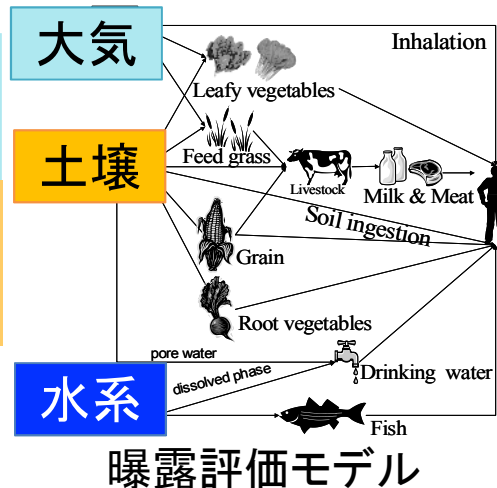 大気
Inhalation
Leafy vegetables
Feed grass
土壌
Livestock
Milk & Meat
Soil ingestion
Grain
Root vegetables
pore water
dissolved phase
Drinking water
水系
Fish
曝露評価モデル